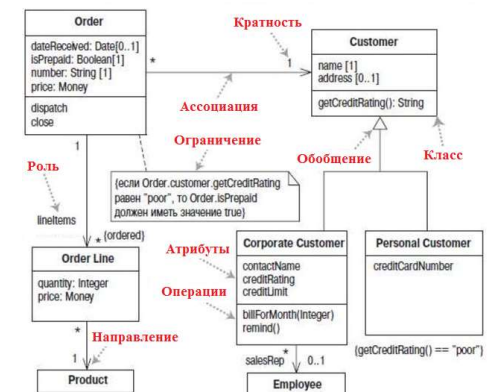 Order
dateReceived: Date[0..1]
isPrepaid: Boolean[1]
number: String [1]
price: Money
dispatch
close
Кратность
*
1
Ассоциация
Customer
name [1]
address [0..1]
getCreditRating(): String
Ограничение
Обобщение
Класс
1
Роль
{если Order.customer.getCreditRating
равен "poor", то Order.isPrepaid
должен иметь значение true}
lineItems
* {ordered}
Order Line
quantity: Integer
price: Money
Атрибуты
Операции
Corporate Customer
contactName
creditRating
creditLimit
billForMonth(Integer)
remind()
Personal Customer
creditCardNumber
{getCreditRating() == "poor"}
*
Направление
1
Product
*
salesRep
0..1
Employee